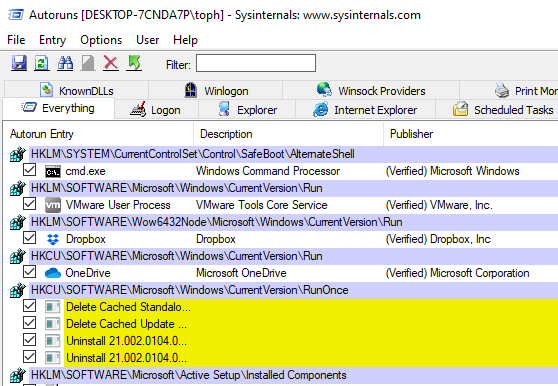 Autoruns [DESKTOP-7CNDA7P\toph] - Sysinternals: www.sysinternals.com
File Entry Options User Help
Filter:
KnownDLLs Winlogon Winsock Providers Print Mon
Everything Logon Explorer Internet Explorer Scheduled Tasks
Autorun Entry Description Publisher
HKLM\SYSTEM\CurrentControlSet\Control\SafeBoot\AlternateShell
cmd.exe Windows Command Processor (Verified) Microsoft Windows
HKLM\SOFTWARE\Microsoft\Windows\CurrentVersion\Run
VMware User Process VMware Tools Core Service (Verified) VMware, Inc.
HKLM\SOFTWARE\Wow6432Node\Microsoft\Windows\CurrentVersion\Run
Dropbox Dropbox (Verified) Dropbox, Inc
HKCU\SOFTWARE\Microsoft\Windows\CurrentVersion\Run
OneDrive Microsoft OneDrive (Verified) Microsoft Corporation
HKCU\SOFTWARE\Microsoft\Windows\CurrentVersion\RunOnce
Delete Cached Standalo...
Delete Cached Update ...
Uninstall 21.002.0104.0...
Uninstall 21.002.0104.0...
HKLM\SOFTWARE\Microsoft\Active Setup\Installed Components